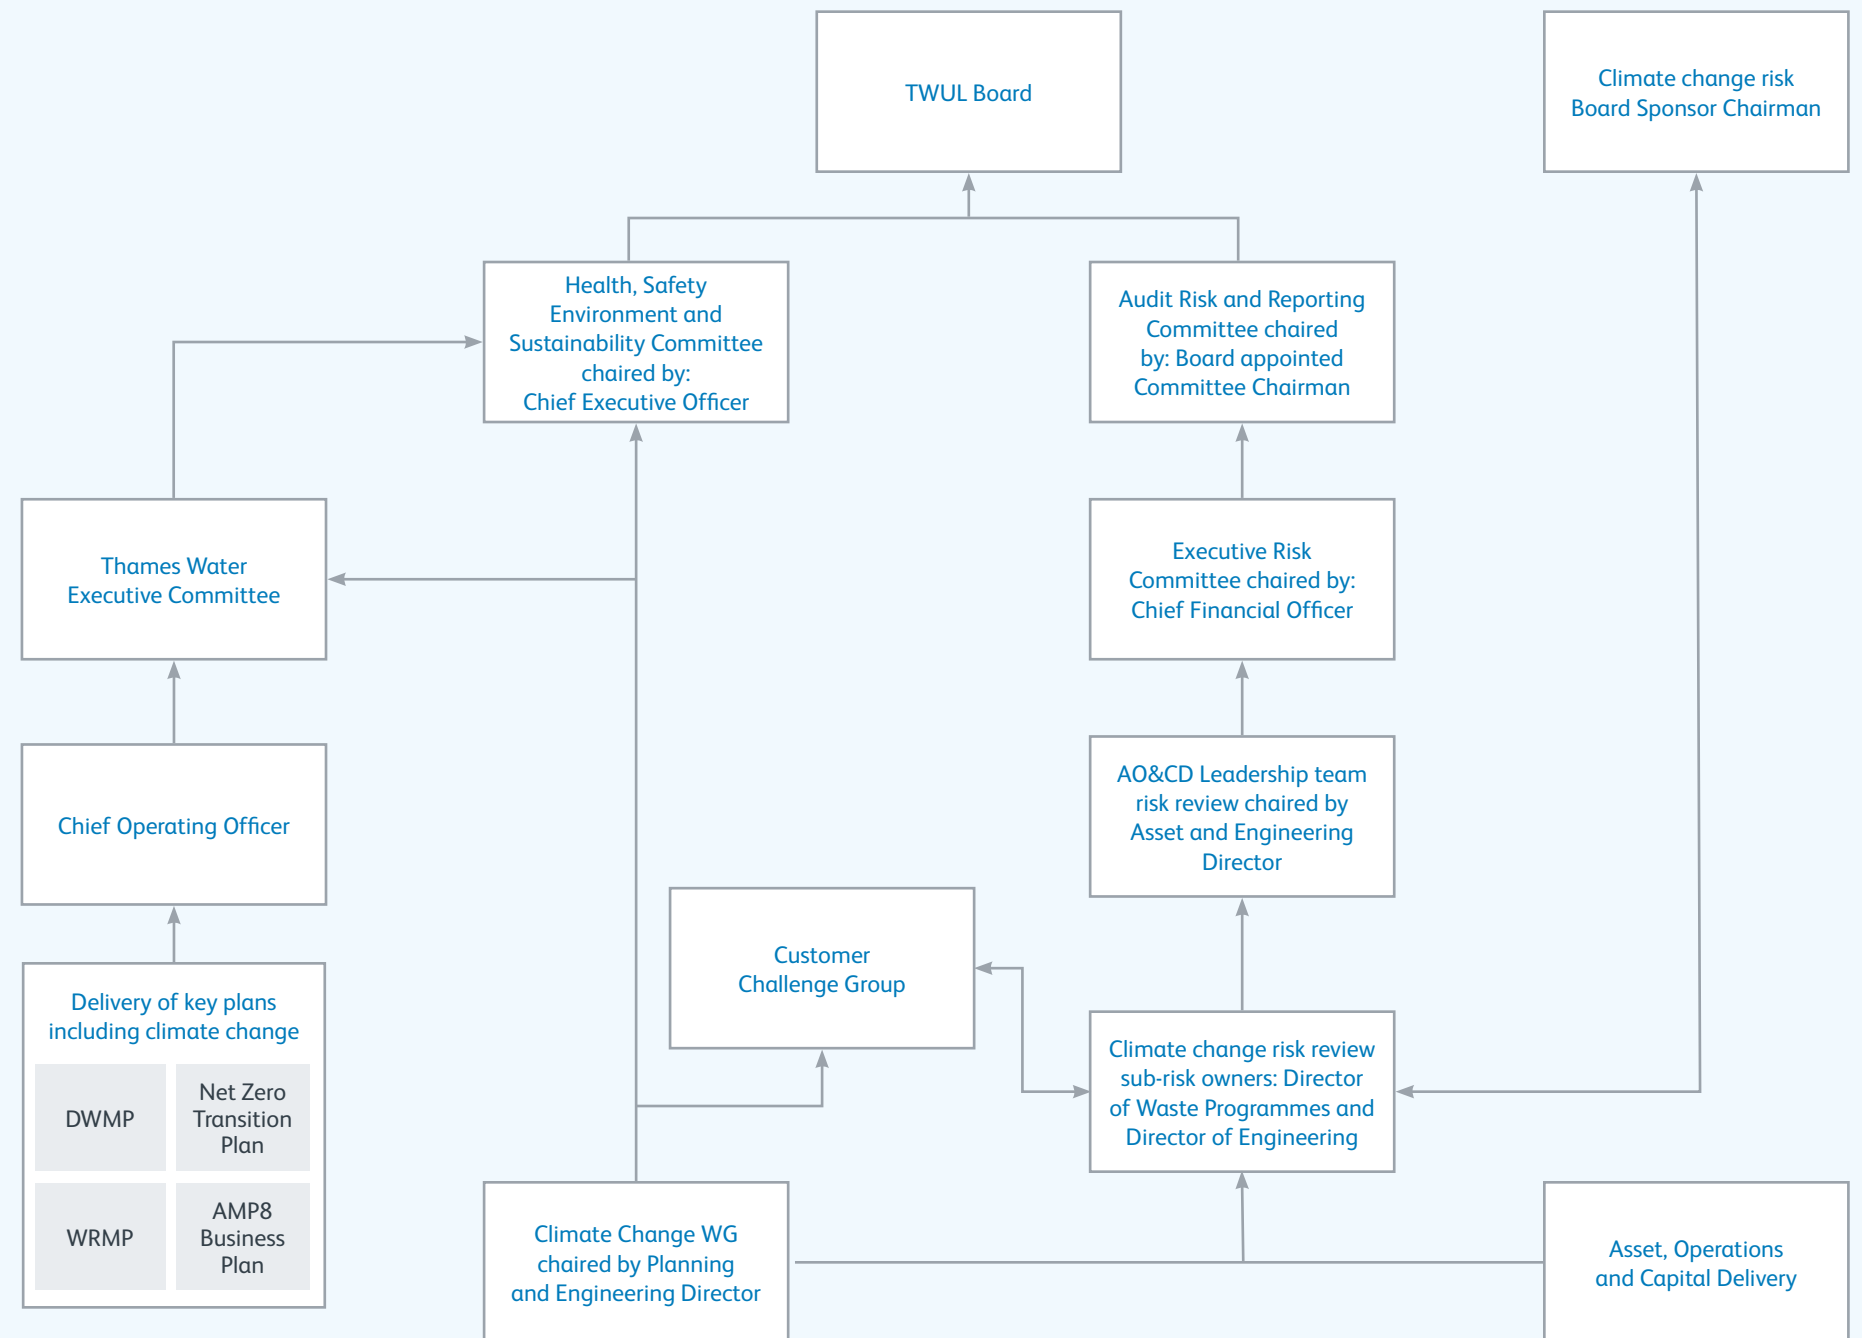 TWUL Board
Climate change risk
Board Sponsor Chairman
Health, Safety
Environment and
Sustainability Committee
chaired by:
Chief Executive Officer
Audit Risk and Reporting
Committee chaired
by: Board appointed
Committee Chairman
Thames Water
Executive Committee
Executive Risk
Committee chaired by:
Chief Financial Officer
Chief Operating Officer
AO&CD Leadership team
risk review chaired by
Asset and Engineering
Director
Customer
Challenge Group
Delivery of key plans
including climate change
DWMP
Net Zero
Transition
Plan
WRMP
AMP8
Business
Plan
Climate change risk review
sub-risk owners: Director
of Waste Programmes and
Director of Engineering
Climate Change WG
chaired by Planning
and Engineering Director
Asset, Operations
and Capital Delivery